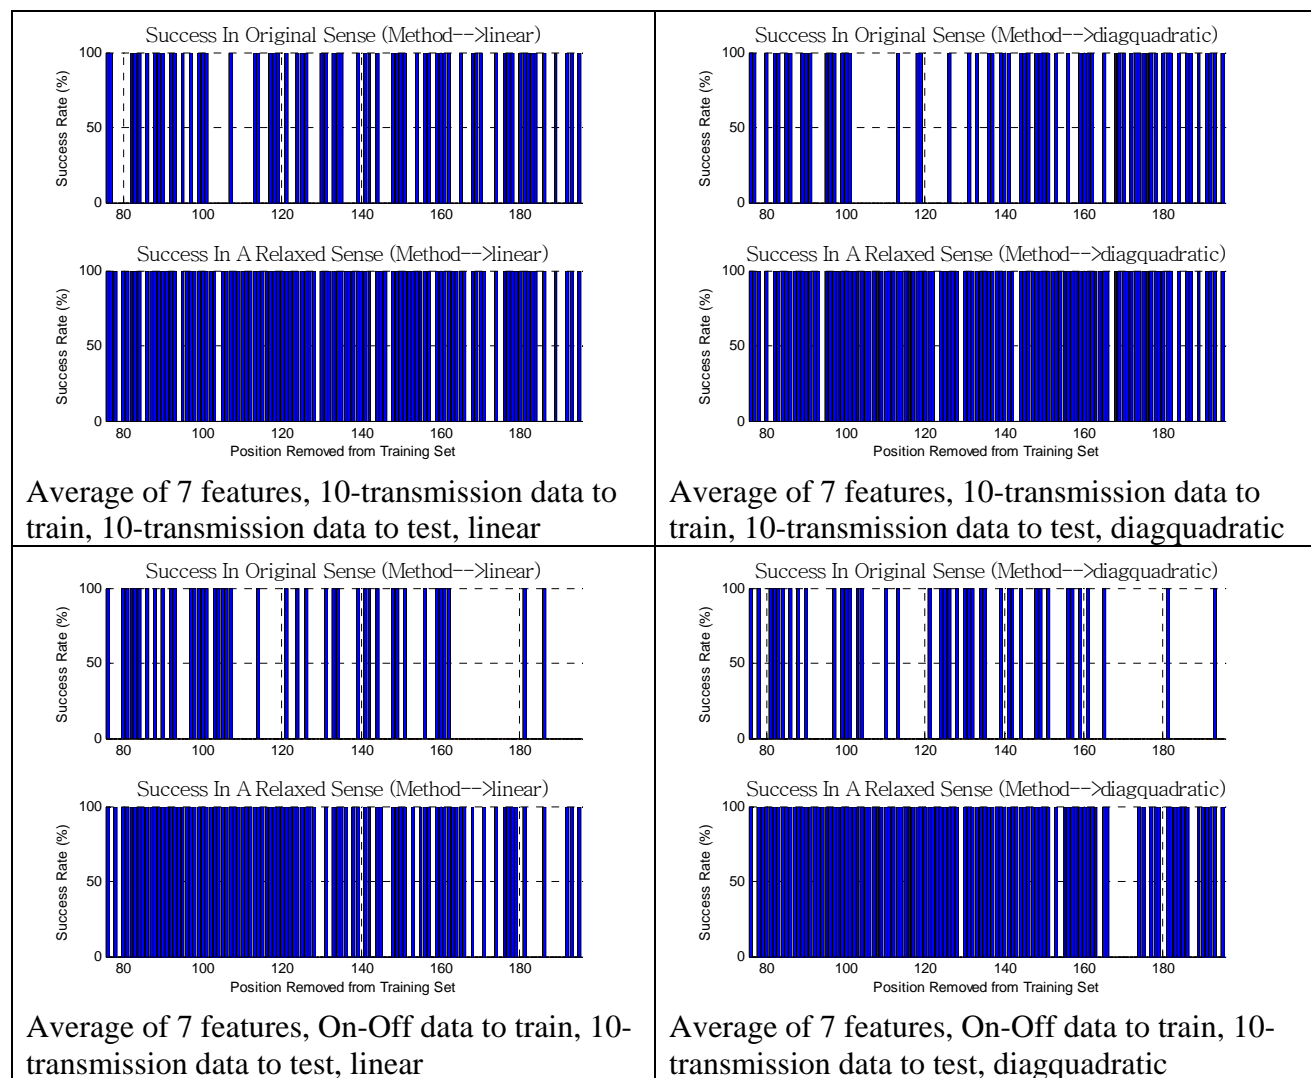 Success In Original Sense (Method-->linear)
Success Rate (%)
100
50
0
80 100 120 140 160 180
Success In A Relaxed Sense (Method-->linear)
Success Rate (%)
100
50
0
80 100 120 140 160 180
Position Removed from Training Set
Average of 7 features, 10-transmission data to
train, 10-transmission data to test, linear
Success In Original Sense (Method-->diagquadratic)
Success Rate (%)
100
50
0
80 100 120 140 160 180
Success In A Relaxed Sense (Method-->diagquadratic)
Success Rate (%)
100
50
0
80 100 120 140 160 180
Position Removed from Training Set
Average of 7 features, 10-transmission data to
train, 10-transmission data to test, diagquadratic
Success In Original Sense (Method-->linear)
Success Rate (%)
100
50
0
80 100 120 140 160 180
Success In A Relaxed Sense (Method-->linear)
Success Rate (%)
100
50
0
80 100 120 140 160 180
Position Removed from Training Set
Average of 7 features, On-Off data to train, 10-
transmission data to test, linear
Success In Original Sense (Method-->diagquadratic)
Success Rate (%)
100
50
0
80 100 120 140 160 180
Success In A Relaxed Sense (Method-->diagquadratic)
Success Rate (%)
100
50
0
80 100 120 140 160 180
Position Removed from Training Set
Average of 7 features, On-Off data to train, 10-
transmission data to test, diagquadratic